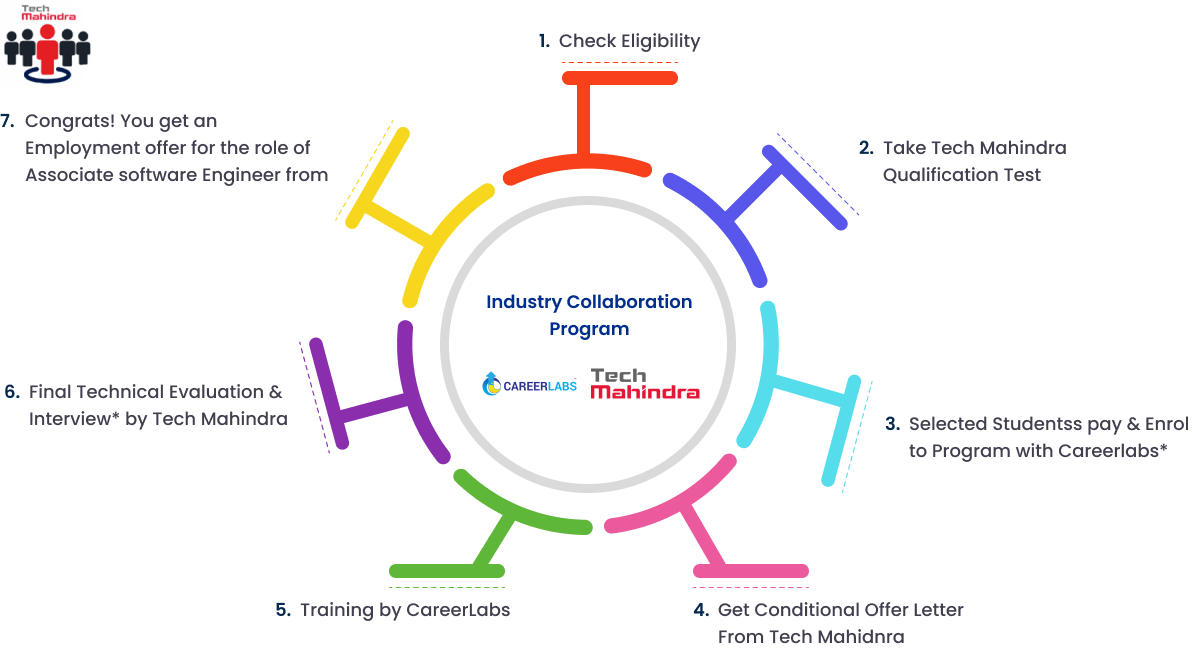 Tech
Mahindra
1. Check Eligibility
7. Congrats! You get an
Employment offer for the role of
Associate software Engineer from
2. Take Tech Mahindra
Qualification Test
Industry Collaboration
Program
CAREERLABS
Tech
Mahindra
6. Final Technical Evaluation &
Interview* by Tech Mahindra
3. Selected Studentss pay & Enrol
to Program with Careerlabs*
5. Training by CareerLabs
4. Get Conditional Offer Letter
From Tech Mahidnra